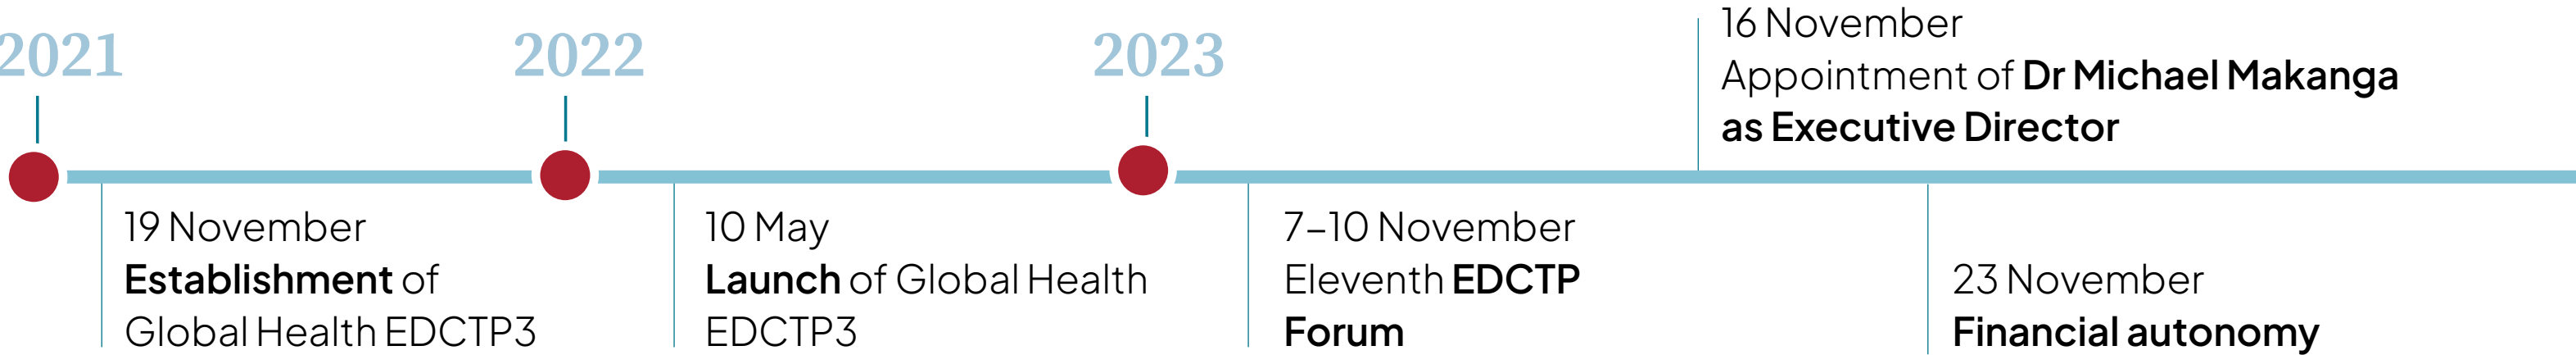 2021
19 November
Establishment of
Global Health EDCTP3
2022
10 May
Launch of Global Health
EDCTP3
2023
7–10 November
Eleventh EDCTP
Forum
16 November
Appointment of Dr Michael Makanga
as Executive Director
23 November
Financial autonomy